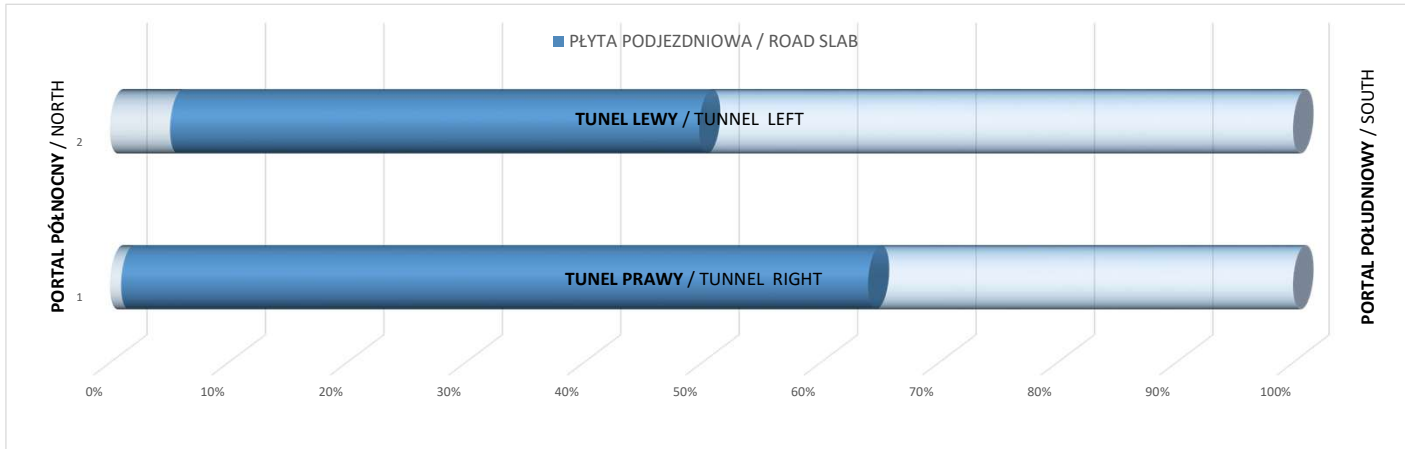 PŁYTA PODJEZDNIOWA / ROAD SLAB
PORTAL PÓŁNOCNY / NORTH
2
TUNEL LEWY / TUNNEL LEFT
1
TUNEL PRAWY / TUNNEL RIGHT
PORTAL POŁUDNIOWY / SOUTH
0% 10% 20% 30% 40% 50% 60% 70% 80% 90% 100%